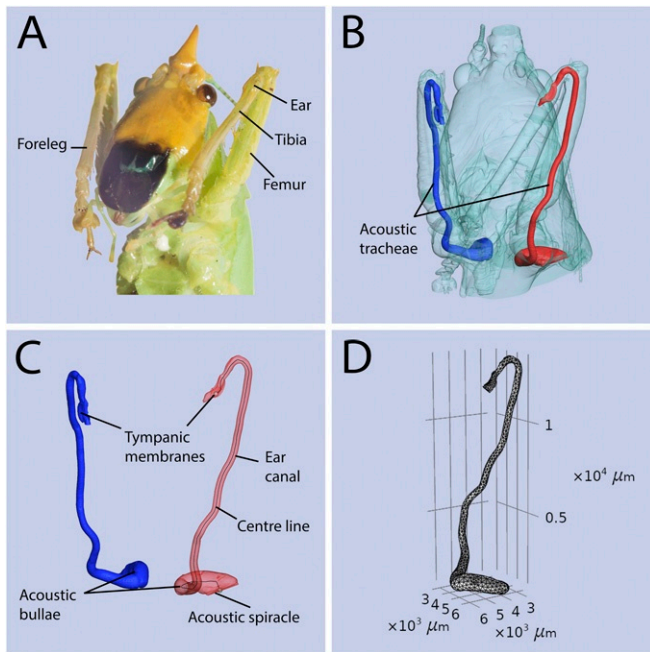 A
Foreleg
Ear
Tibia
Femur
B
Acoustic
tracheae
C
Tympanic
membranes
Ear
canal
Centre line
Acoustic
bullae
Acoustic spiracle
D
1
×10⁴ μm
0.5
3 4 5 6
×10³ μm
6 5 4 3
×10³ μm